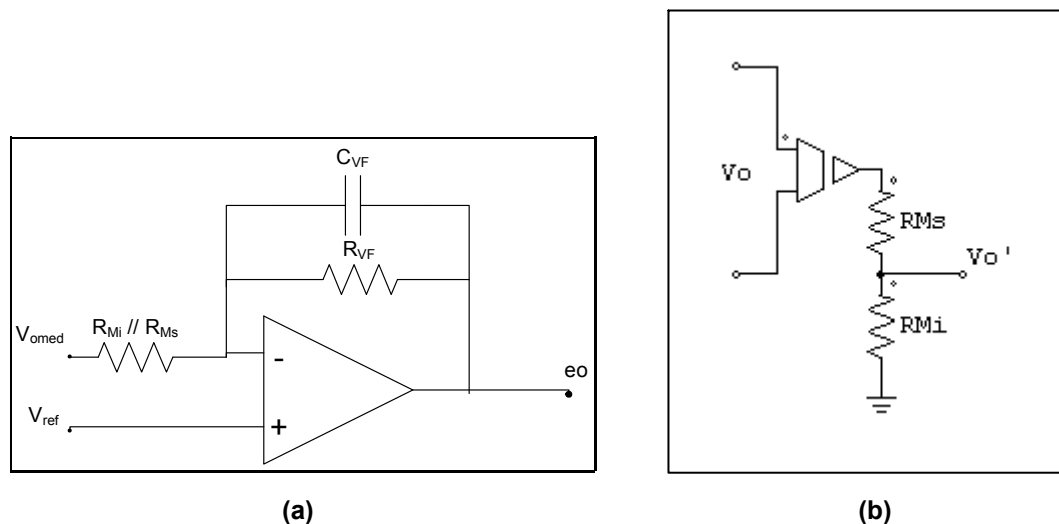 C_VF
R_VF
R_Mi // R_Ms
V_omed
-
V_ref
+
eo
(a)
Vo
RMs
Vo'
RMi
(b)